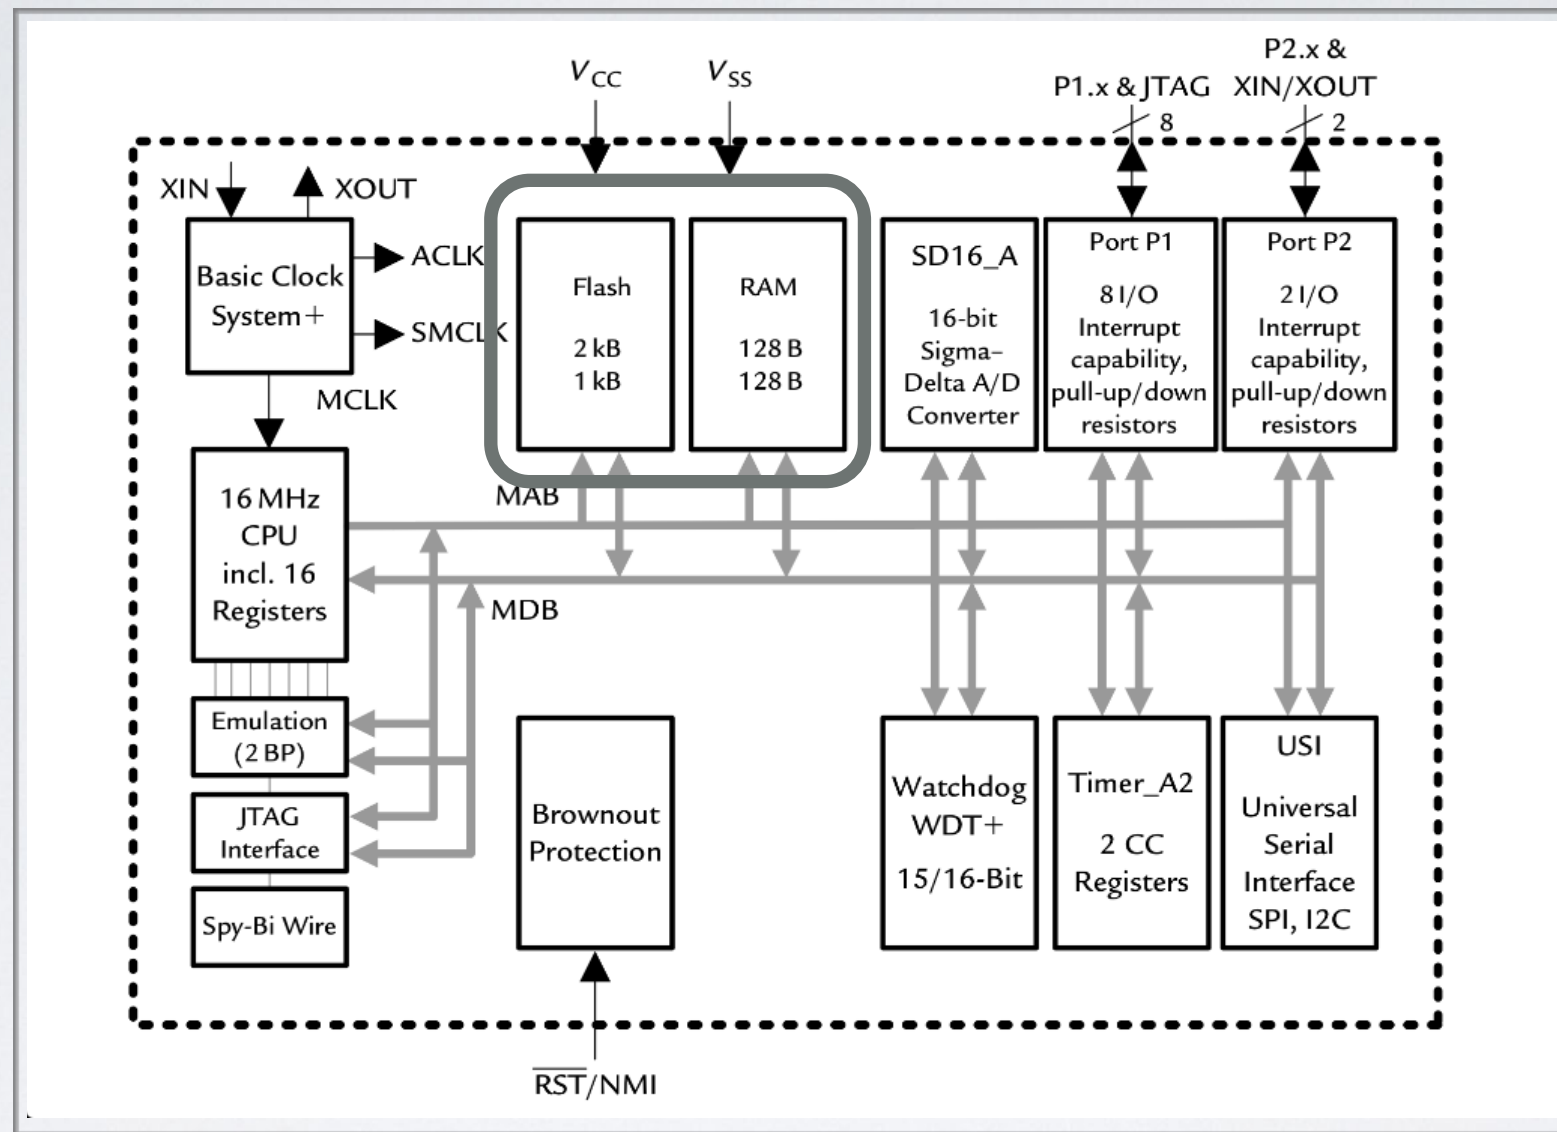 V_CC
V_SS
P1.x & JTAG
8
P2.x &
XIN/XOUT
2
XIN
XOUT
Basic Clock
System+
ACLK
SMCLK
MCLK
Flash
2 kB
1 kB
RAM
128 B
128 B
SD16_A
16-bit
Sigma–
Delta A/D
Converter
Port P1
8 I/O
Interrupt
capability,
pull-up/down
resistors
Port P2
2 I/O
Interrupt
capability,
pull-up/down
resistors
16 MHz
CPU
incl. 16
Registers
MAB
MDB
Emulation
(2 BP)
JTAG
Interface
Spy-Bi Wire
Brownout
Protection
Watchdog
WDT+
15/16-Bit
Timer_A2
2 CC
Registers
USI
Universal
Serial
Interface
SPI, I2C
R̅S̅T̅/NMI